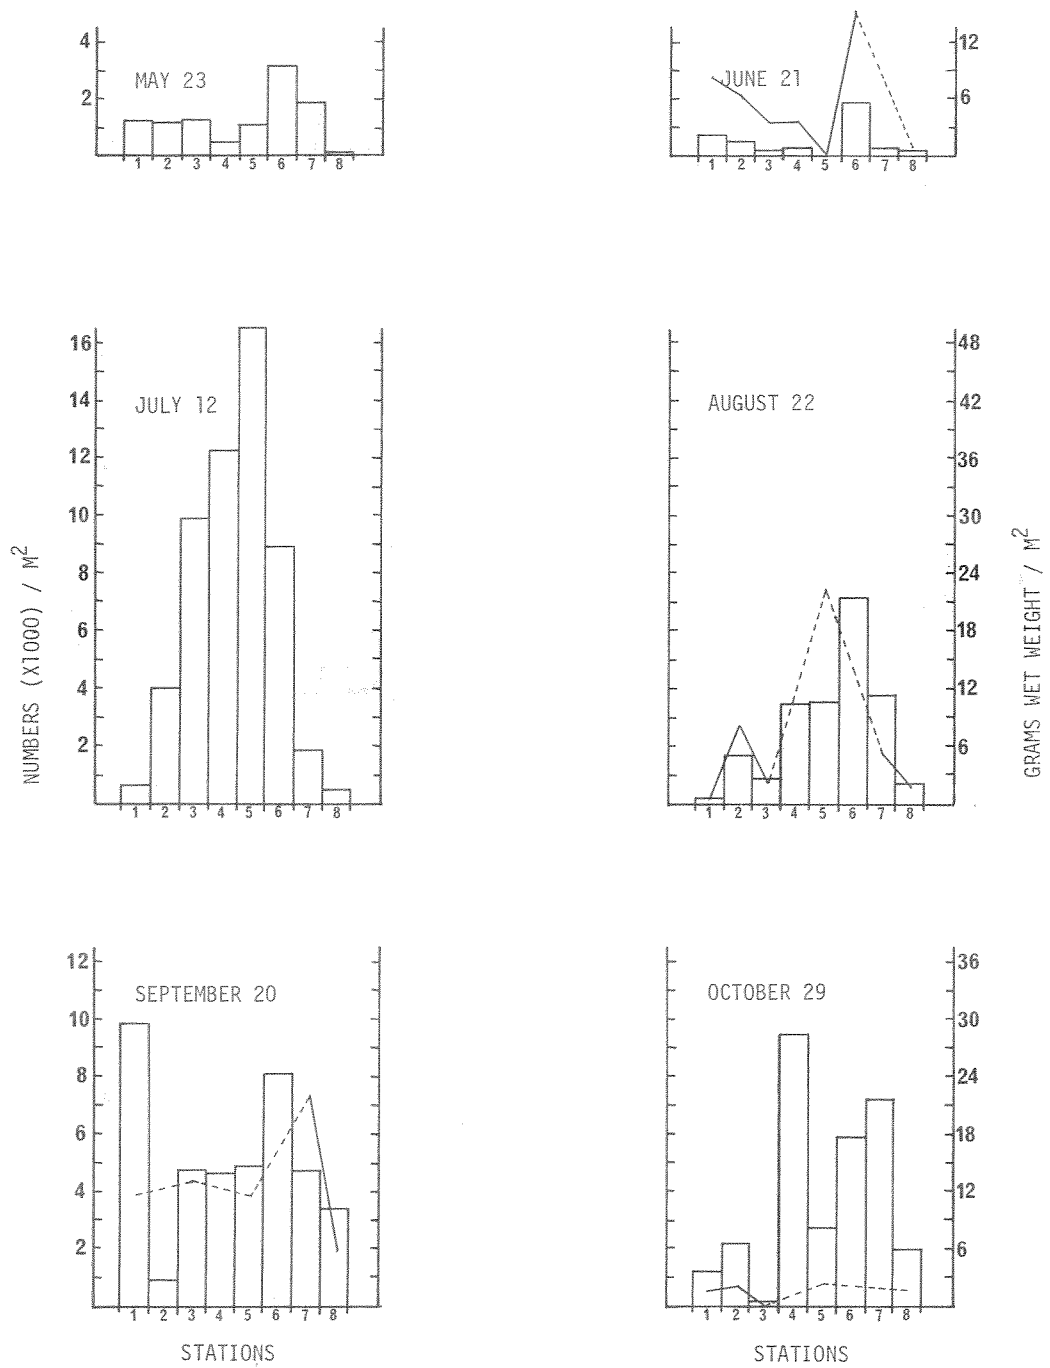 4
2
MAY 23
1 2 3 4 5 6 7 8
12
6
JUNE 21
1 2 3 4 5 6 7 8
NUMBERS (X1000) / M2
16
14
12
10
8
6
4
2
JULY 12
1 2 3 4 5 6 7 8
AUGUST 22
48
42
36
30
24
18
12
6
1 2 3 4 5 6 7 8
GRAMS WET WEIGHT / M2
12
10
8
6
4
2
SEPTEMBER 20
1 2 3 4 5 6 7 8
STATIONS
OCTOBER 29
36
30
24
18
12
6
1 2 3 4 5 6 7 8
STATIONS